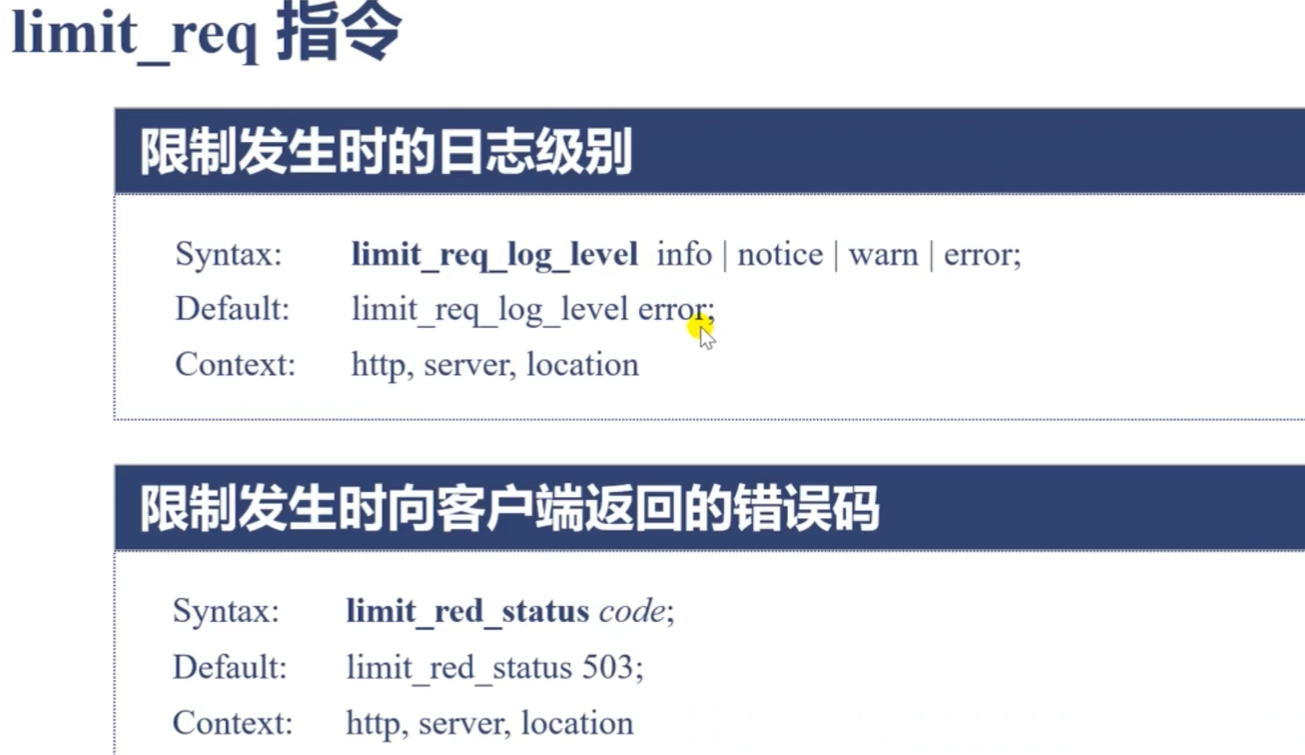 limit_req 指令
限制发生时的日志级别
Syntax: limit_req_log_level info | notice | warn | error;
Default: limit_req_log_level error;
Context: http, server, location
限制发生时向客户端返回的错误码
Syntax: limit_red_status code;
Default: limit_red_status 503;
Context: http, server, location